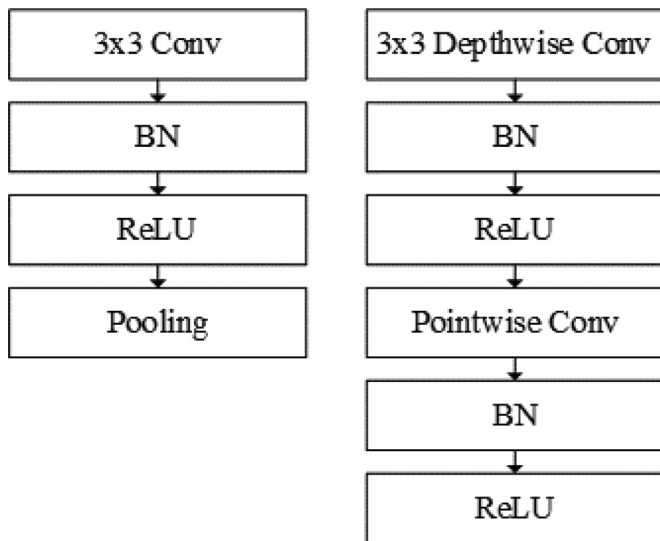 3x3 Conv
BN
ReLU
Pooling
3x3 Depthwise Conv
BN
ReLU
Pointwise Conv
BN
ReLU